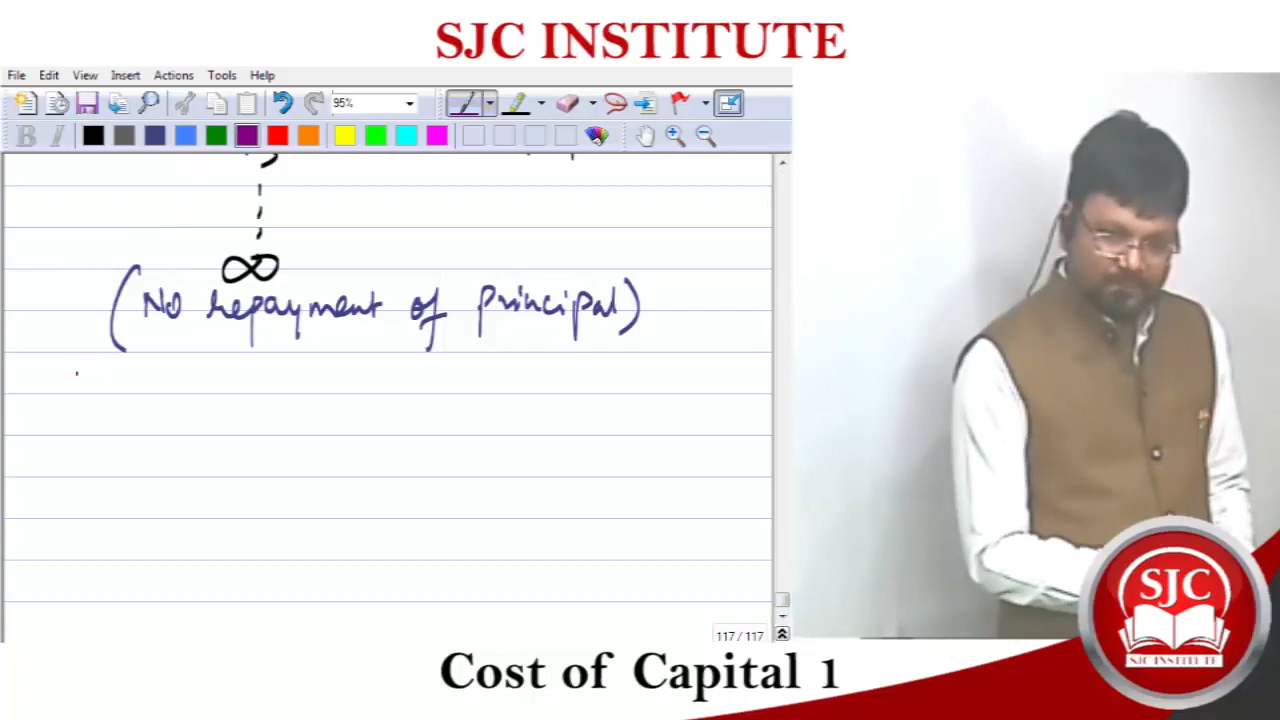 SJC INSTITUTE
File Edit View Insert Actions Tools Help
95%
B I
∞
(No repayment of principal)
117 / 117
SJC
SJC INSTITUTE
Cost of Capital 1